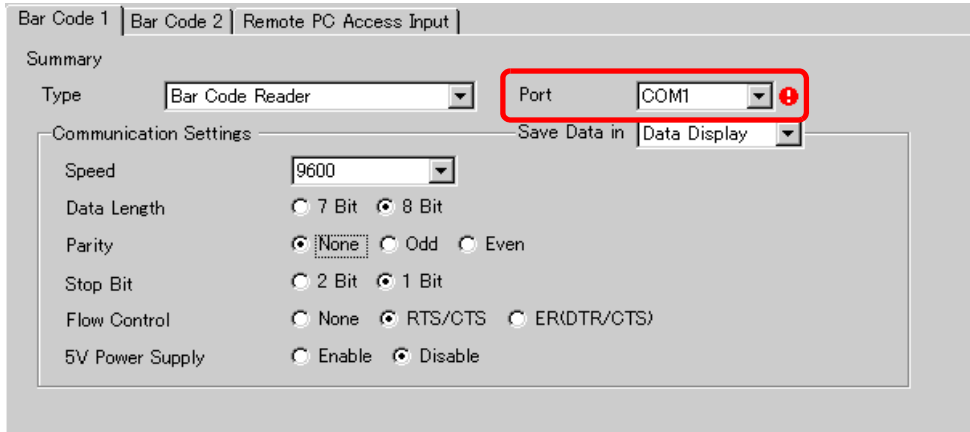 Bar Code 1 Bar Code 2 Remote PC Access Input
Summary
Type Bar Code Reader Port COM1
Communication Settings Save Data in Data Display
Speed 9600
Data Length 7 Bit 8 Bit
Parity None Odd Even
Stop Bit 2 Bit 1 Bit
Flow Control None RTS/CTS ER(DTR/CTS)
5V Power Supply Enable Disable